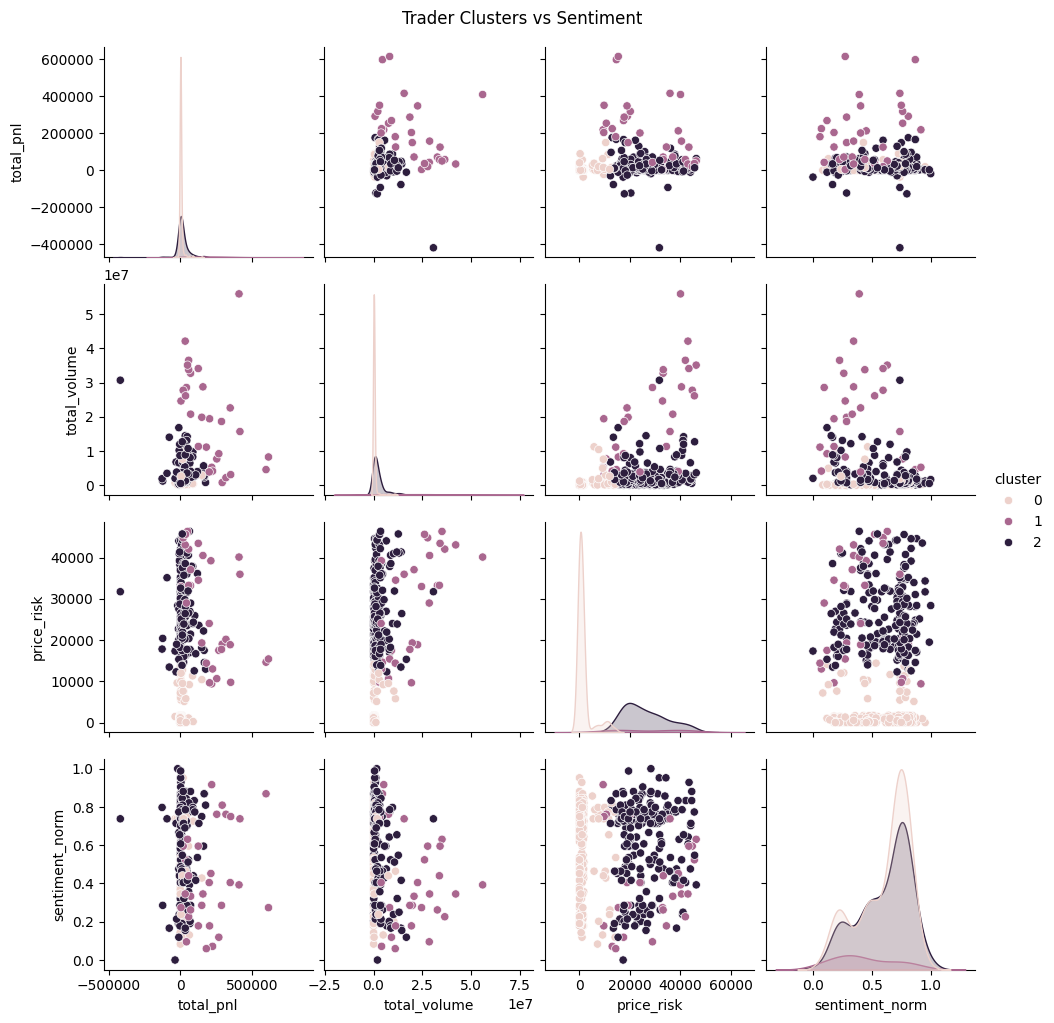 Trader Clusters vs Sentiment
600000
400000
200000
0
−200000
−400000
total_pnl
1e7
5
4
3
2
1
0
total_volume
cluster
0
1
2
40000
30000
20000
10000
0
price_risk
1.0
0.8
0.6
0.4
0.2
0.0
sentiment_norm
−500000 0 500000
−2.5 0.0 2.5 5.0 7.5
1e7
0 20000 40000 60000
0.0 0.5 1.0
total_pnl total_volume price_risk sentiment_norm